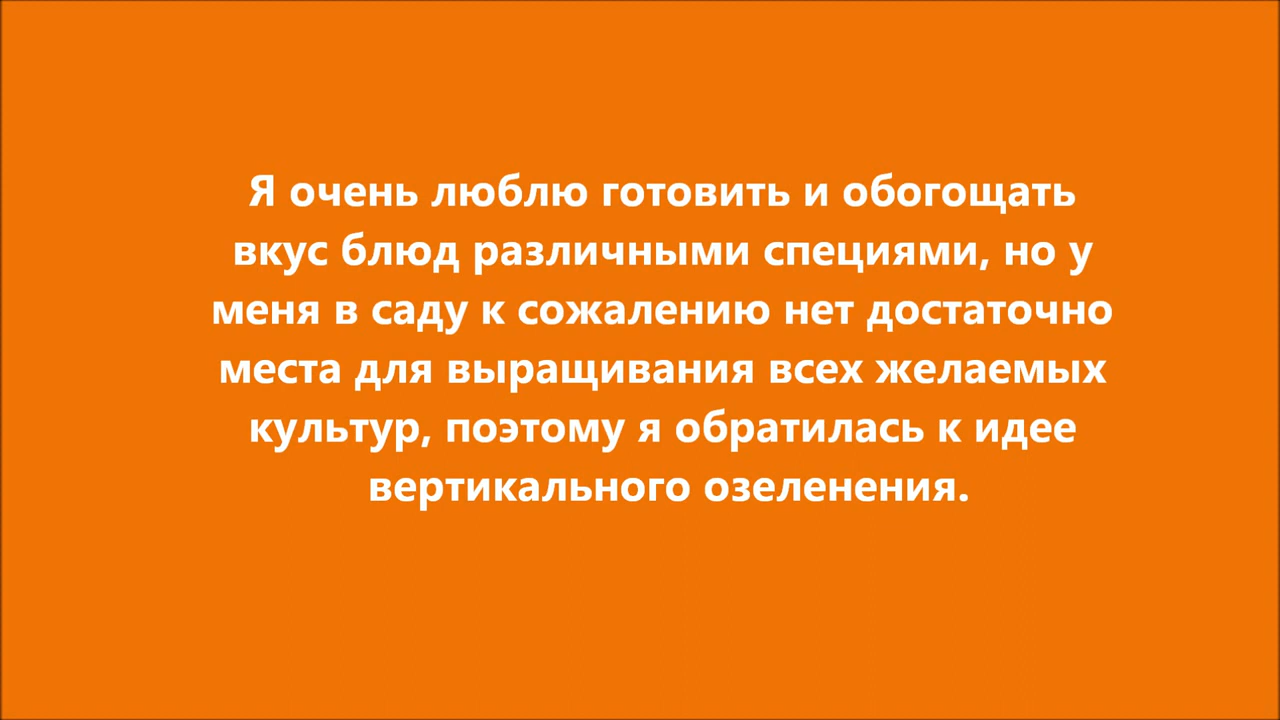 Я очень люблю готовить и обогощать
вкус блюд различными специями, но у
меня в саду к сожалению нет достаточно
места для выращивания всех желаемых
культур, поэтому я обратилась к идее
вертикального озеленения.